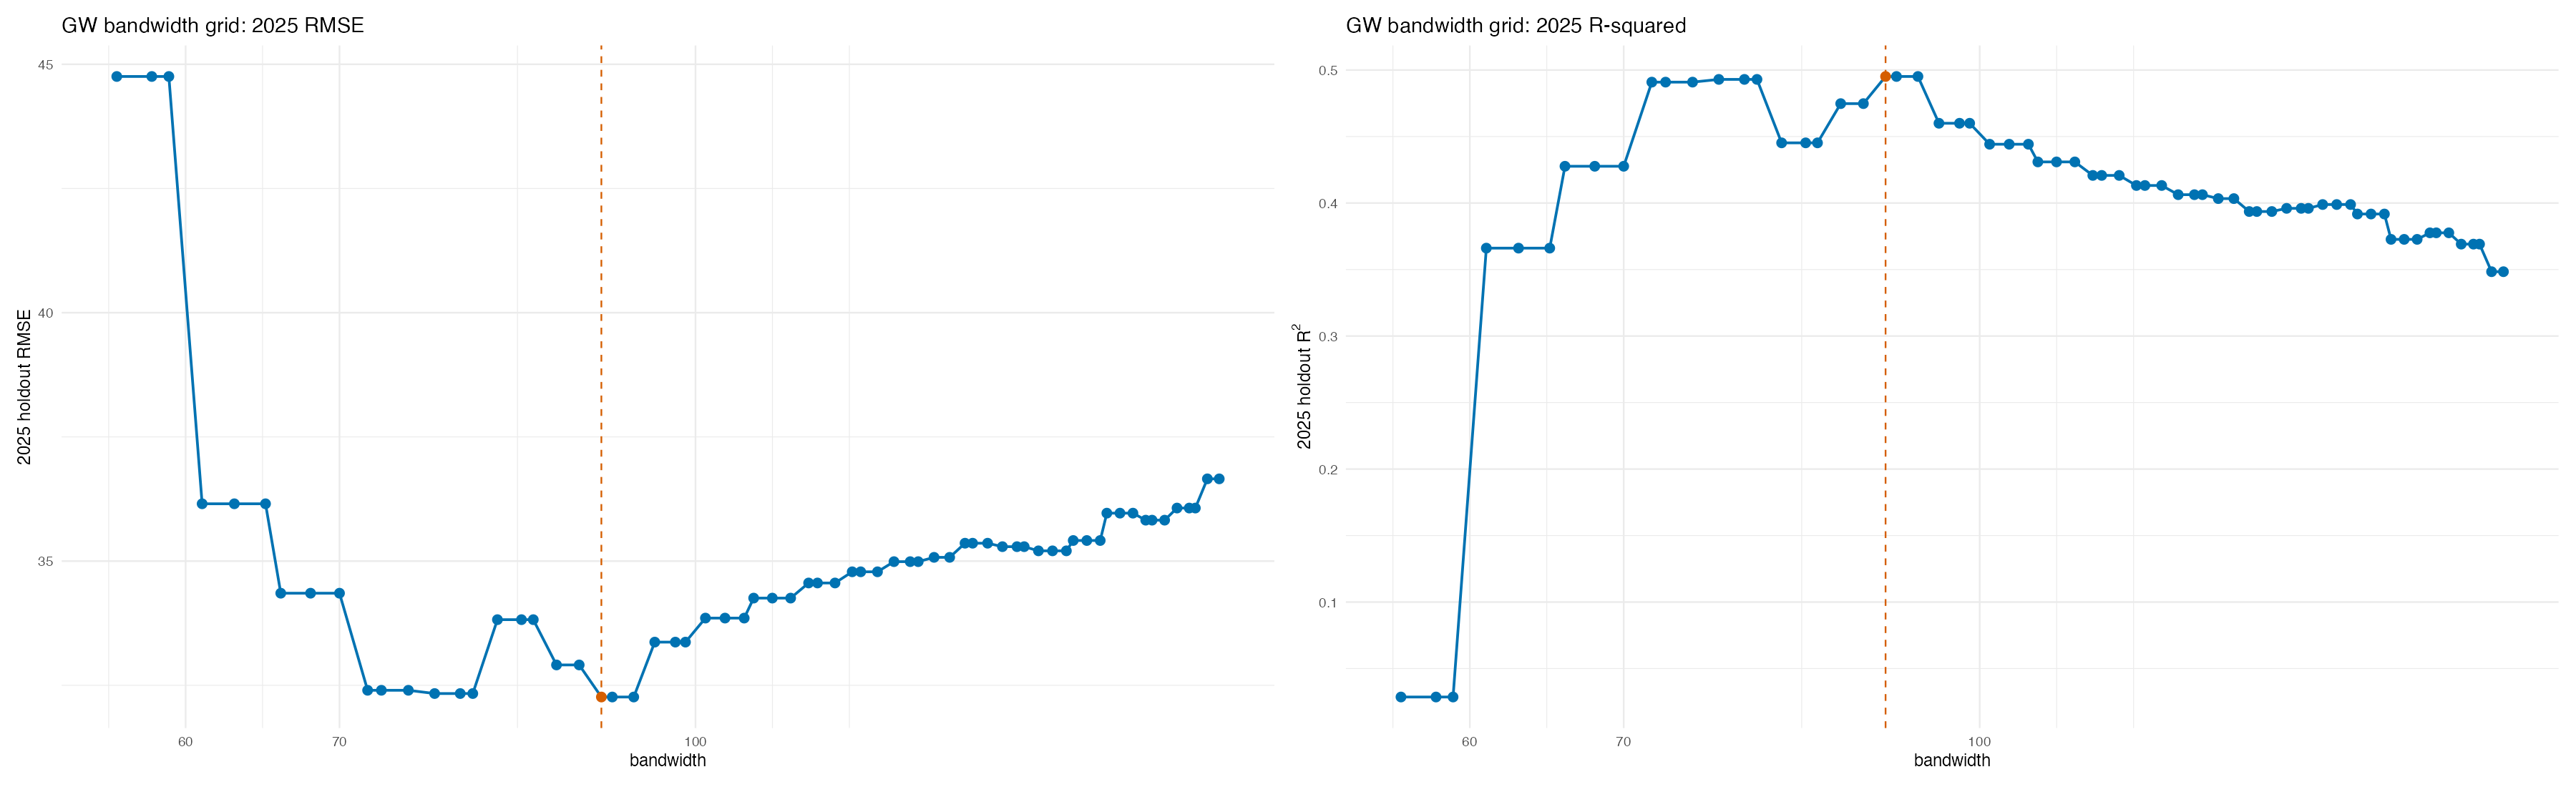 GW bandwidth grid: 2025 RMSE
45
40
35
2025 holdout RMSE
60 70 100
bandwidth
GW bandwidth grid: 2025 R-squared
0.5
0.4
0.3
0.2
0.1
2025 holdout R²
60 70 100
bandwidth